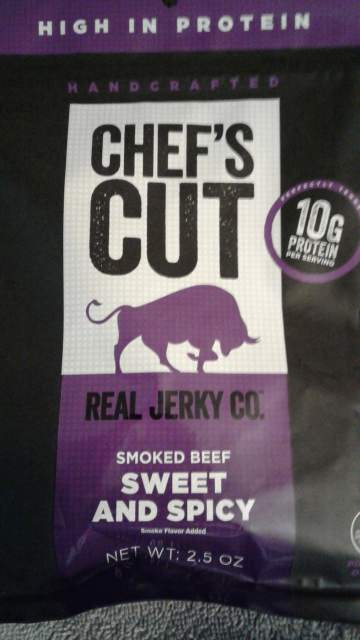 HIGH IN PROTEIN
HANDCRAFTED
CHEF'S
CUT
PERFECTLY
10G
PROTEIN
PER SERVING
REAL JERKY CO.
SMOKED BEEF
SWEET
AND SPICY
Smoke Flavor Added
NET WT: 2.5 OZ